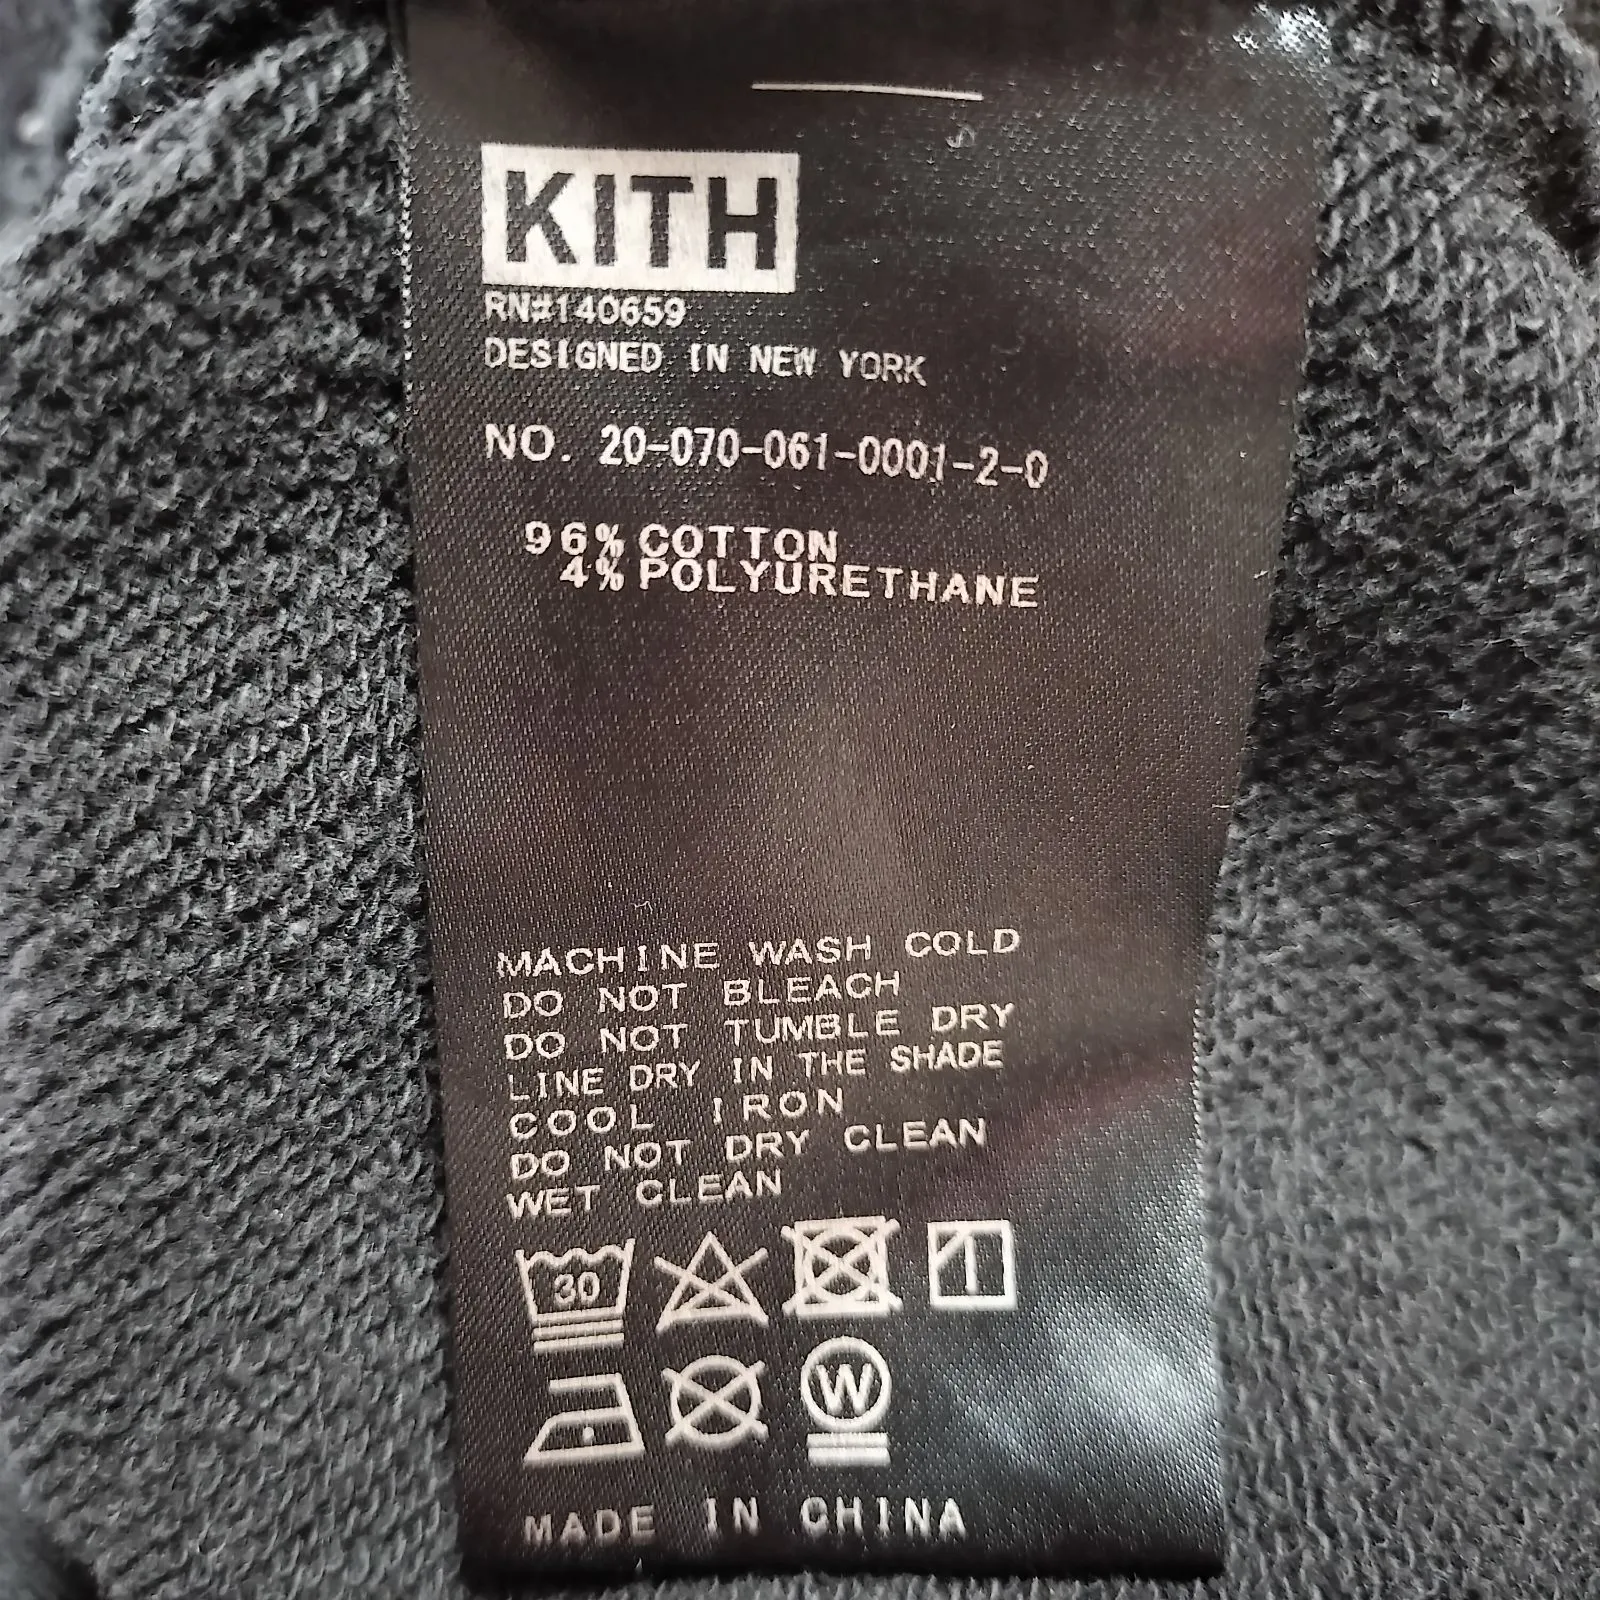 KITH
RN#140659
DESIGNED IN NEW YORK
NO. 20-070-061-0001-2-0
96% COTTON
4% POLYURETHANE
MACHINE WASH COLD
DO NOT BLEACH
DO NOT TUMBLE DRY
LINE DRY IN THE SHADE
COOL IRON
DO NOT DRY CLEAN
WET CLEAN
30
W
MADE IN CHINA